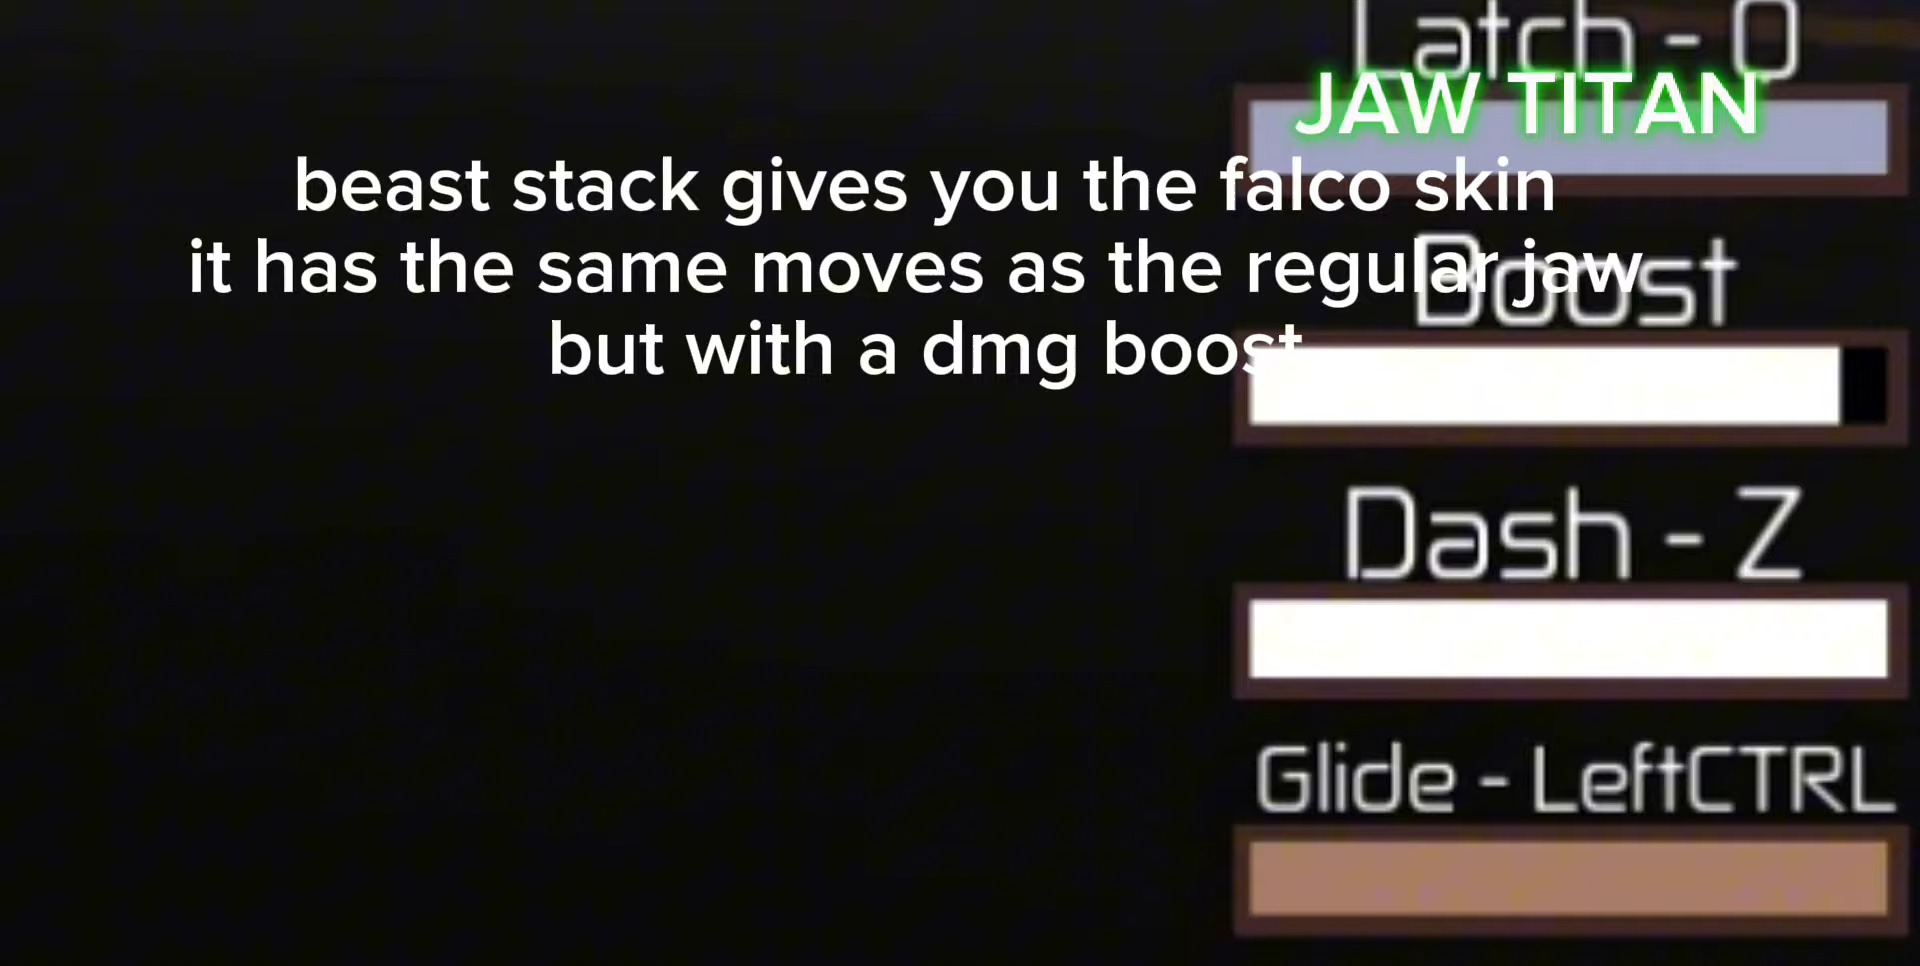 Latch - O
JAW TITAN
beast stack gives you the falco skin
it has the same moves as the regular jaw
but with a dmg boost
Boost
Dash - Z
Glide - LeftCTRL